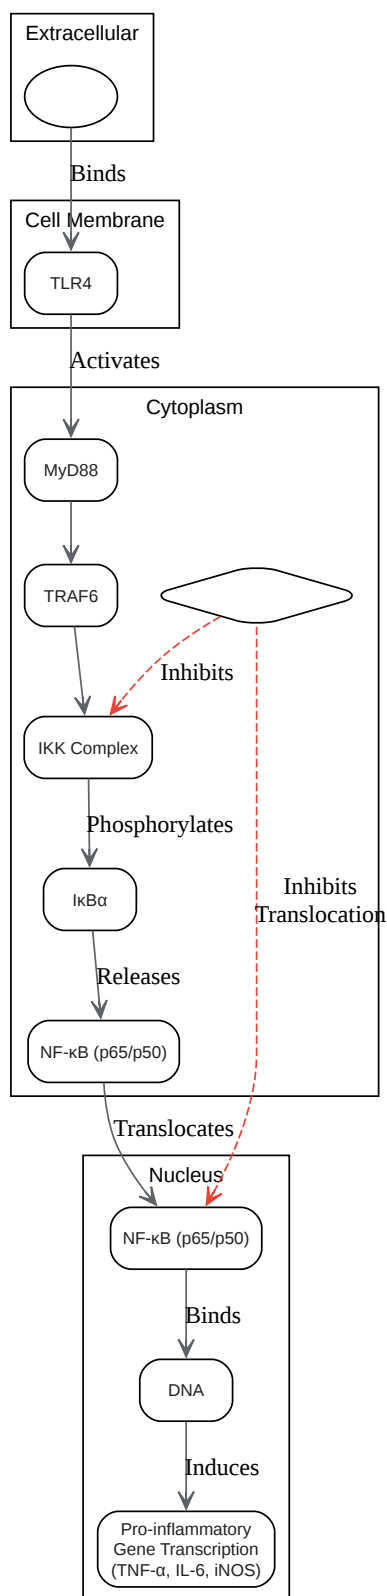 Extracellular
Binds
Cell Membrane
TLR4
Activates
Cytoplasm
MyD88
TRAF6
Inhibits
IKK Complex
Phosphorylates
IκBα
Inhibits
Translocation
Releases
NF-κB (p65/p50)
Translocates
Nucleus
NF-κB (p65/p50)
Binds
DNA
Induces
Pro-inflammatory
Gene Transcription
(TNF-α, IL-6, iNOS)